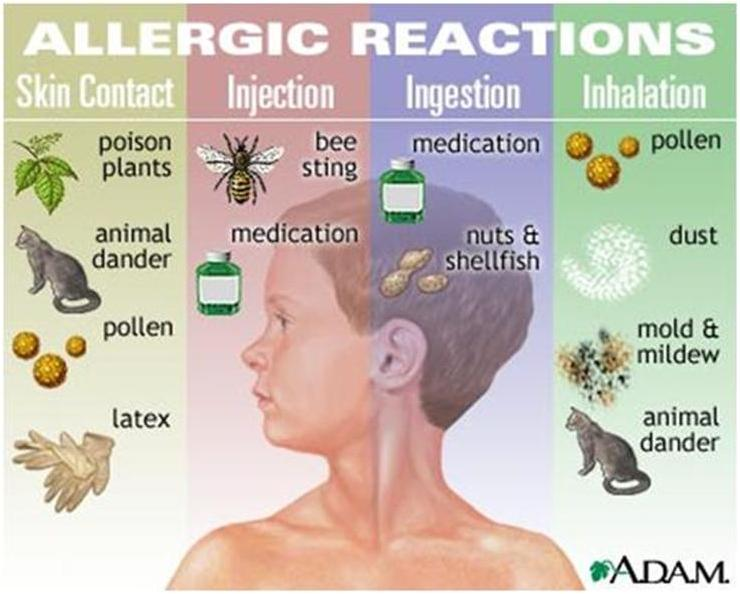 ALLERGIC REACTIONS
Skin Contact
poison
plants
animal
dander
pollen
latex
Injection
bee
sting
medication
Ingestion
medication
nuts &
shellfish
Inhalation
pollen
dust
mold &
mildew
animal
dander
ADAM.